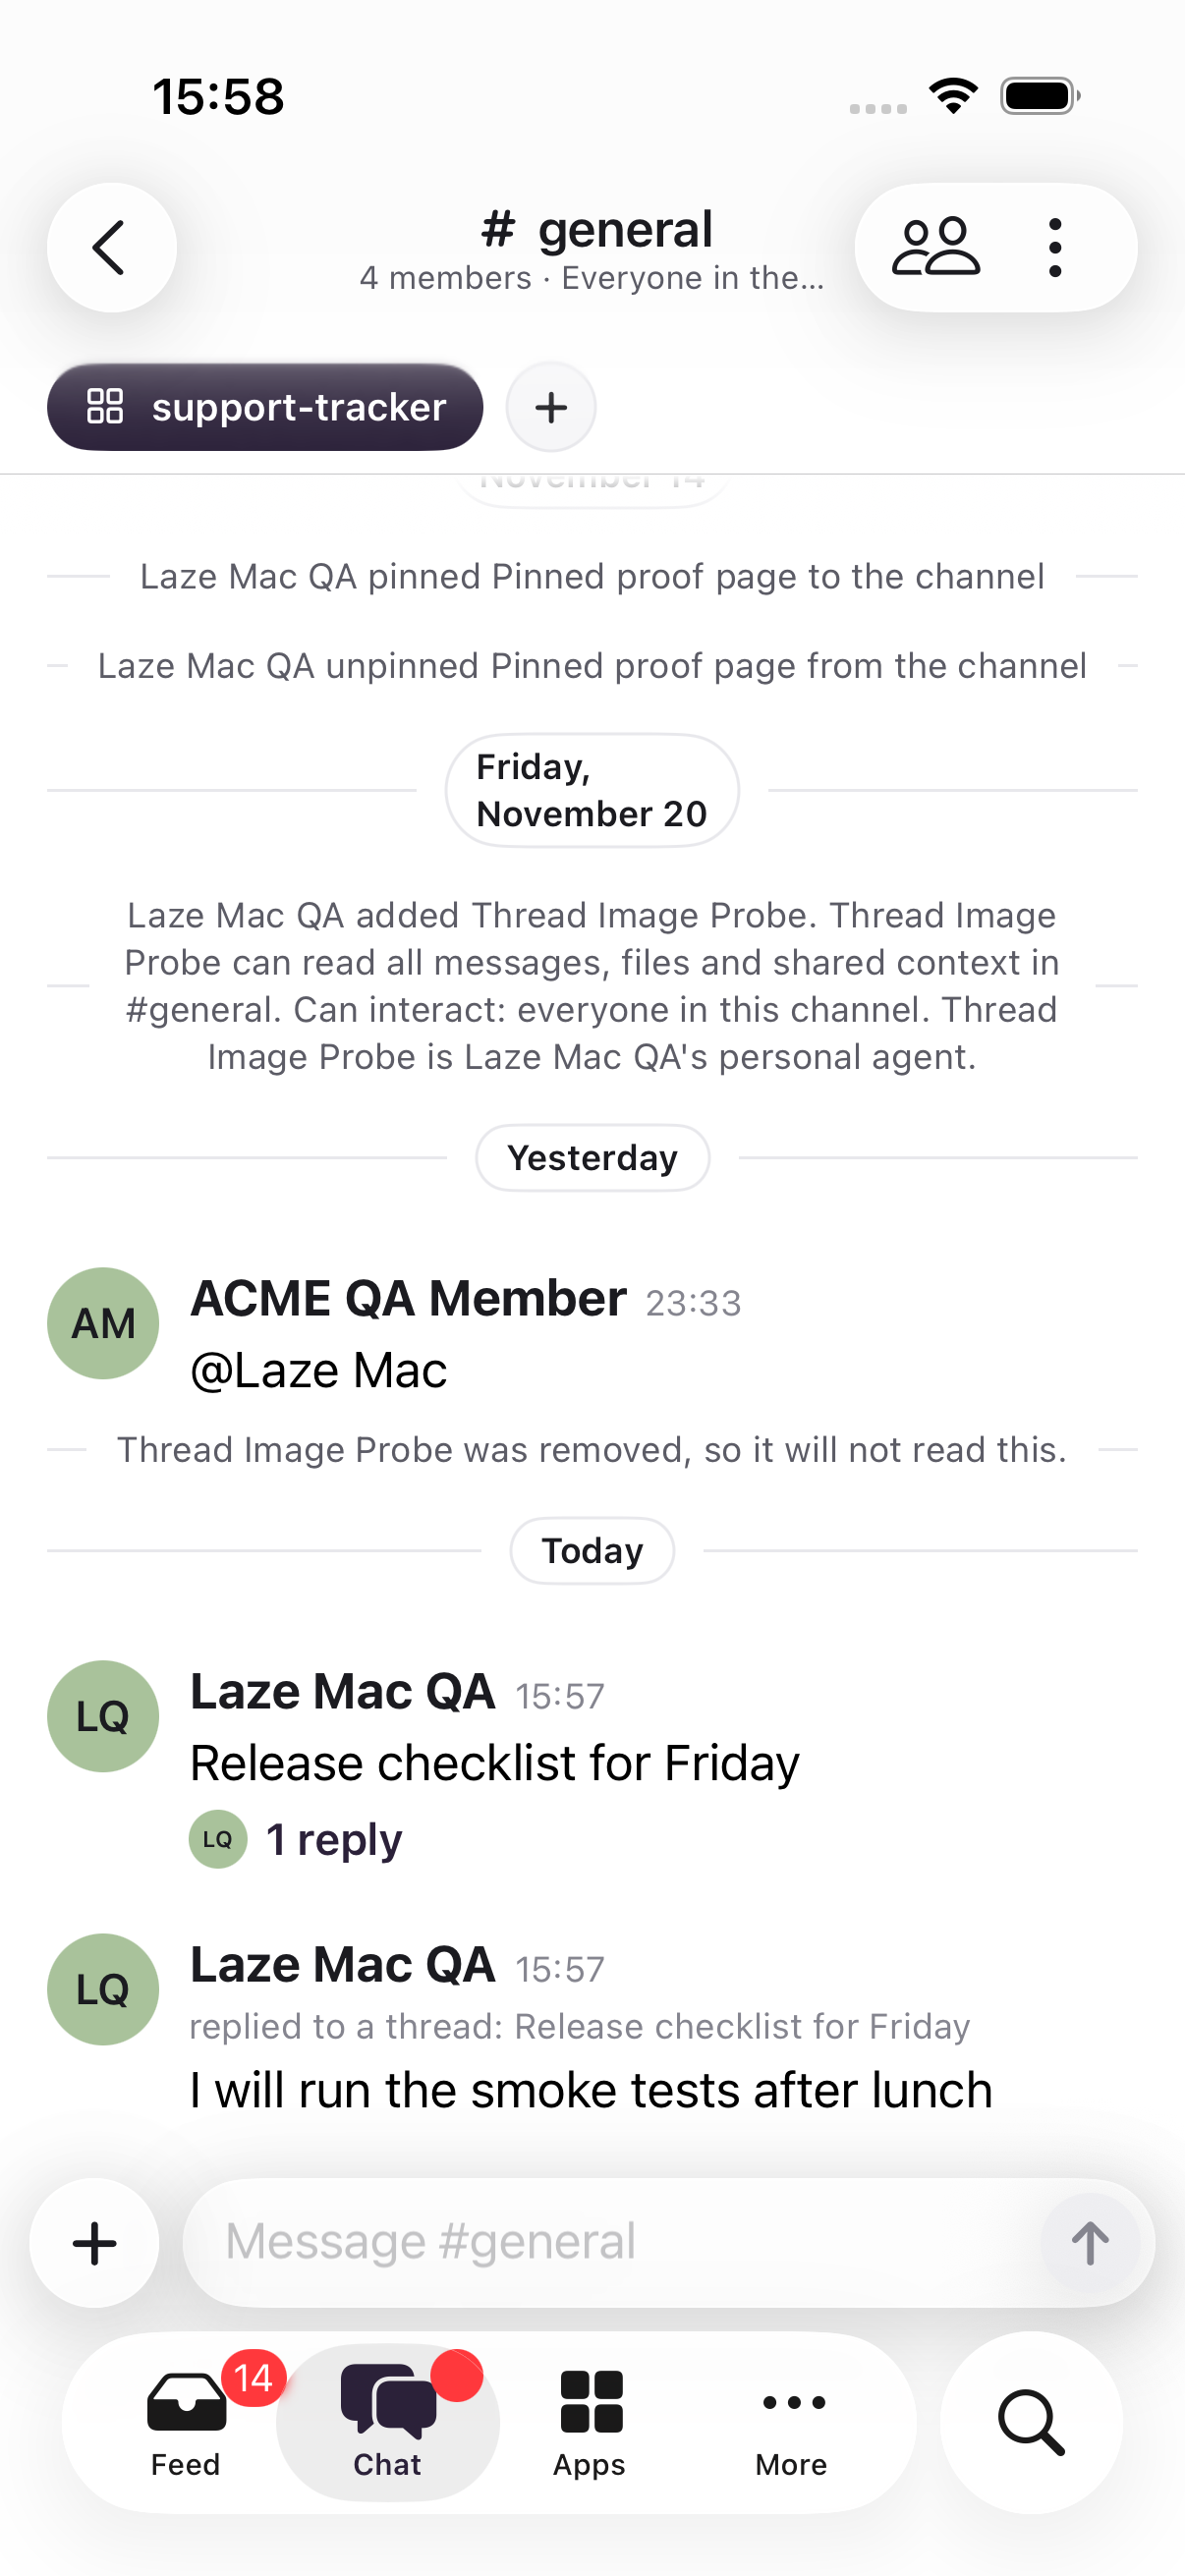 15:58
# general
4 members · Everyone in the...
support-tracker
November 14
Laze Mac QA pinned Pinned proof page to the channel
Laze Mac QA unpinned Pinned proof page from the channel
Friday,
November 20
Laze Mac QA added Thread Image Probe. Thread Image
Probe can read all messages, files and shared context in
#general. Can interact: everyone in this channel. Thread
Image Probe is Laze Mac QA's personal agent.
Yesterday
AM
ACME QA Member 23:33
@Laze Mac
Thread Image Probe was removed, so it will not read this.
Today
LQ
Laze Mac QA 15:57
Release checklist for Friday
LQ 1 reply
LQ
Laze Mac QA 15:57
replied to a thread: Release checklist for Friday
I will run the smoke tests after lunch
Message #general
14
Feed
Chat
Apps
More